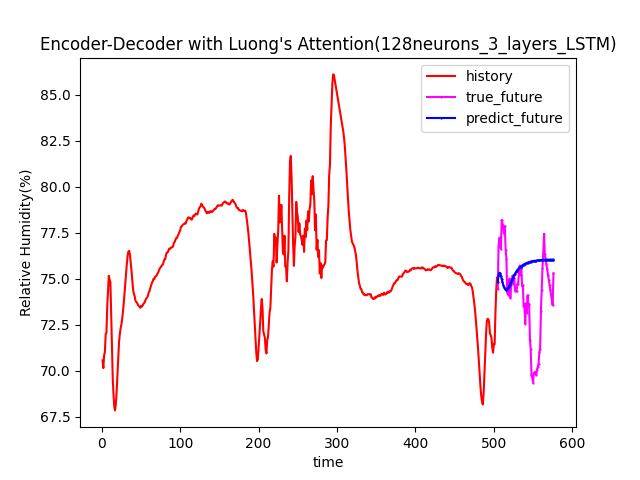 Encoder-Decoder with Luong's Attention(128neurons_3_layers_LSTM)
history
true_future
predict_future
Relative Humidity(%)
85.0
82.5
80.0
77.5
75.0
72.5
70.0
67.5
0 100 200 300 400 500 600
time